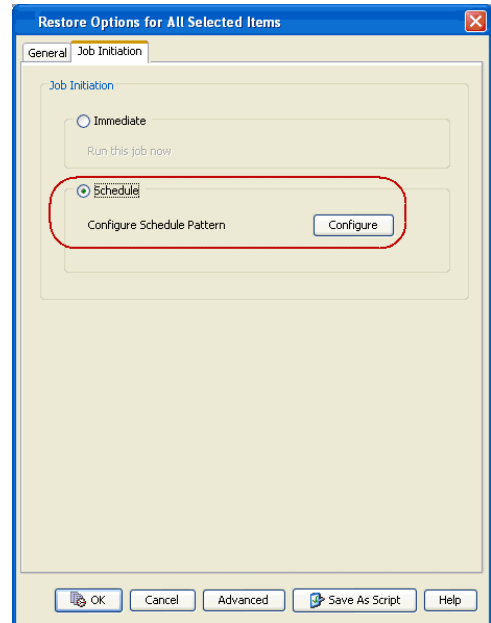 Restore Options for All Selected Items
General Job Initiation
Job Initiation
Immediate
Run this job now
Schedule
Configure Schedule Pattern Configure
OK Cancel Advanced Save As Script Help